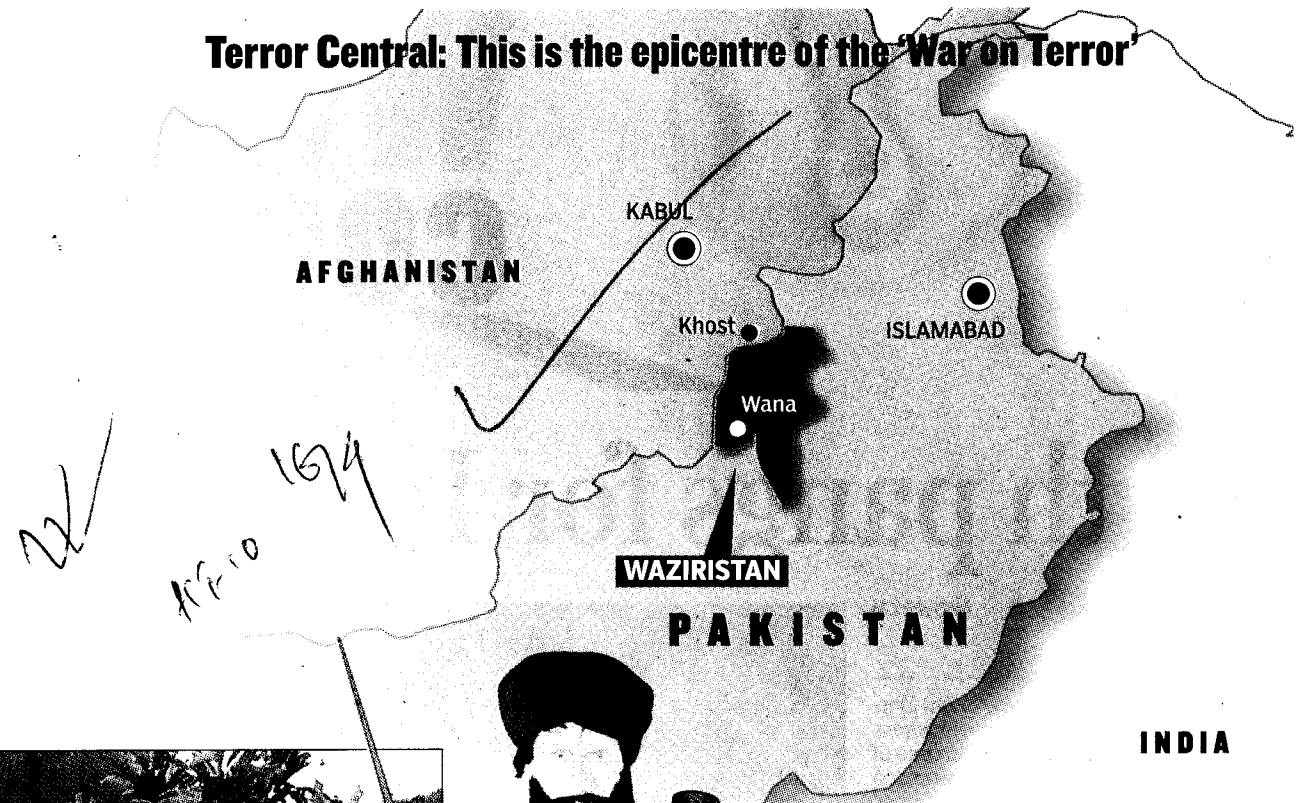 Terror Central: This is the epicentre of the 'War on Terror'
KABUL
AFGHANISTAN
Khost
ISLAMABAD
Wana
WAZIRISTAN
PAKISTAN
INDIA